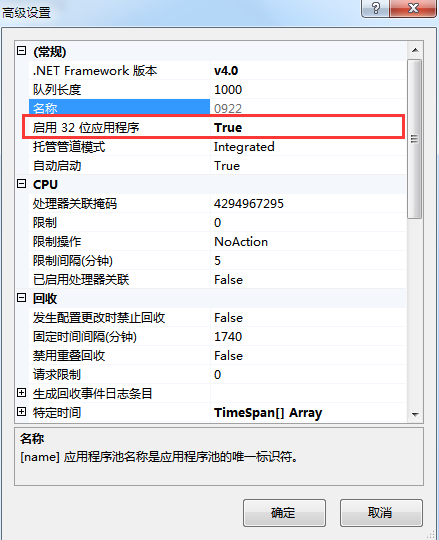 高级设置
(常规)
.NET Framework 版本 v4.0
队列长度 1000
名称 0922
启用 32 位应用程序 True
托管管道模式 Integrated
自动启动 True
CPU
处理器关联掩码 4294967295
限制 0
限制操作 NoAction
限制间隔(分钟) 5
已启用处理器关联 False
回收
发生配置更改时禁止回收 False
固定时间间隔(分钟) 1740
禁用重叠回收 False
请求限制 0
生成回收事件日志条目
特定时间 TimeSpan[] Array
名称
[name] 应用程序池名称是应用程序池的唯一标识符。
确定 取消